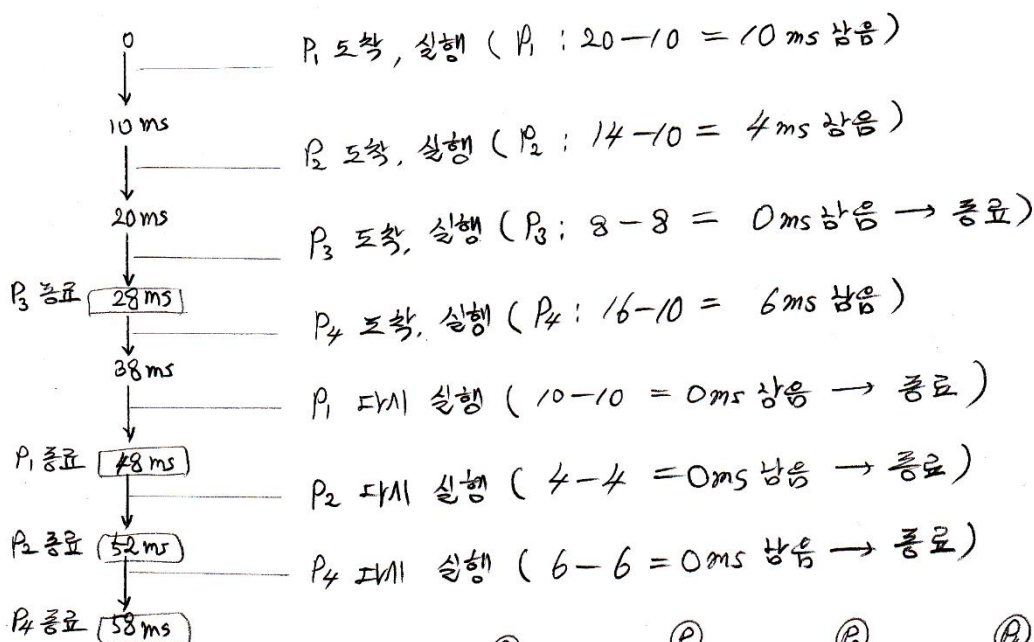 0
P₁ 도착, 실행 ( P₁ : 20-10 = 10 ms 남음 )
10 ms
P₂ 도착, 실행 ( P₂ : 14-10 = 4 ms 남음 )
20 ms
P₃ 도착, 실행 ( P₃ : 8 - 8 = 0 ms 남음 → 종료 )
P₃ 종료 28 ms
P₄ 도착, 실행 ( P₄ : 16-10 = 6 ms 남음 )
38 ms
P₁ 다시 실행 ( 10-10 = 0 ms 남음 → 종료 )
P₁ 종료 48 ms
P₂ 다시 실행 ( 4-4 = 0 ms 남음 → 종료 )
P₂ 종료 52 ms
P₄ 다시 실행 ( 6-6 = 0 ms 남음 → 종료 )
P₄ 종료 58 ms